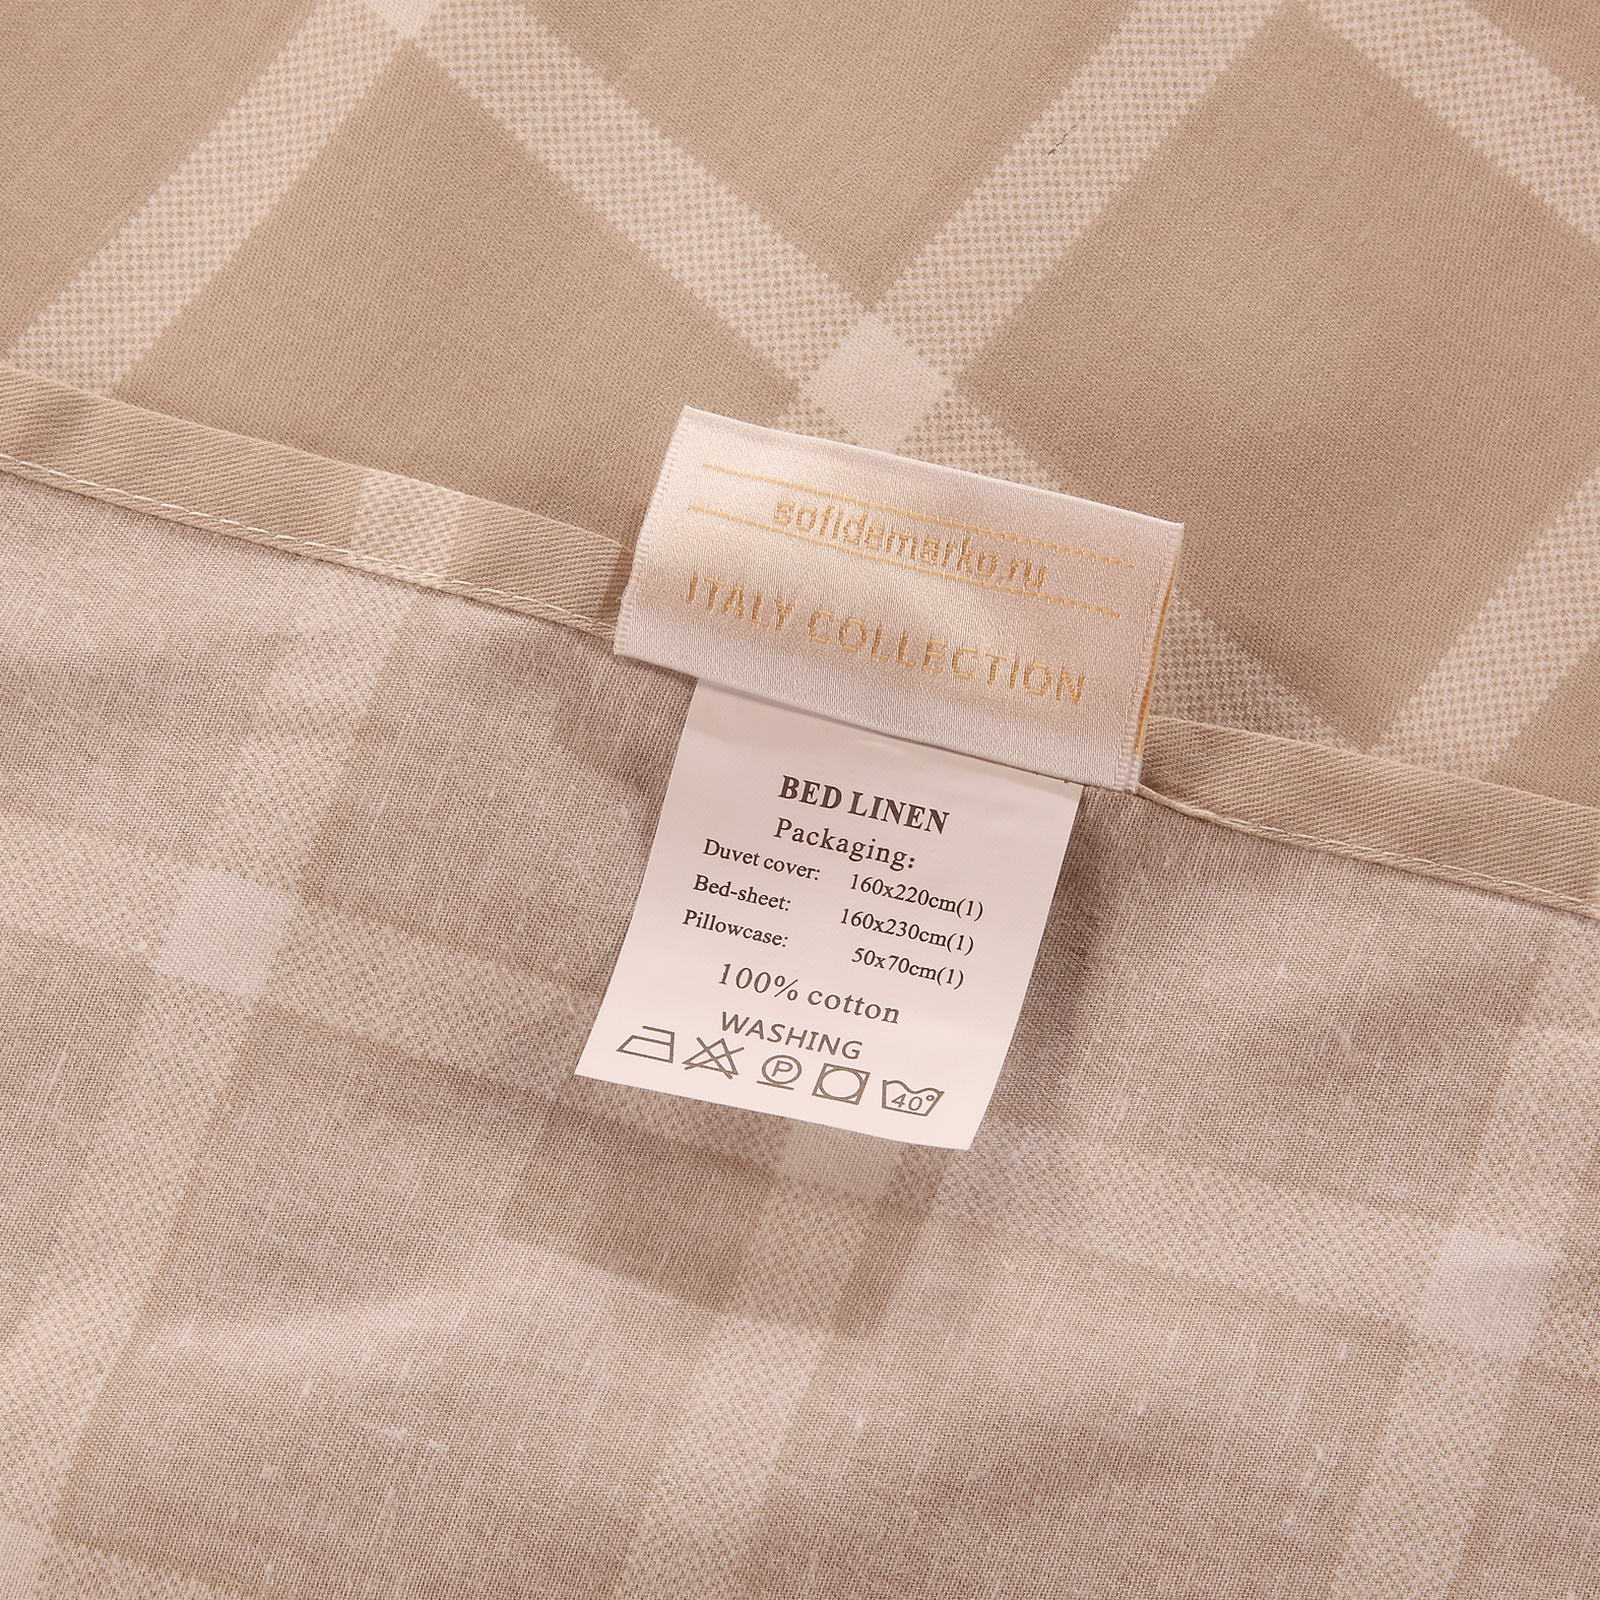 sofidemarko.ru
ITALY COLLECTION
BED LINEN
Packaging:
Duvet cover: 160x220cm(1)
Bed-sheet: 160x230cm(1)
Pillowcase: 50x70cm(1)
100% cotton
WASHING
P 40°